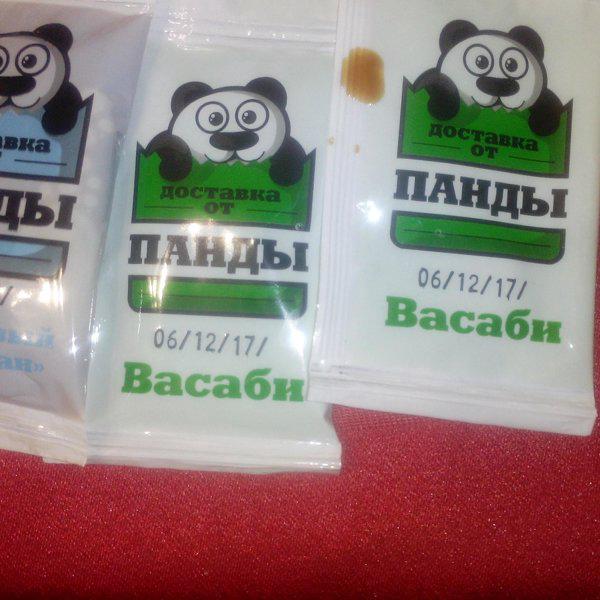 доставка
от
ПАНДЫ
06/12/17/
Васаби
доставка
от
ПАНДЫ
06/12/17/
Васаби